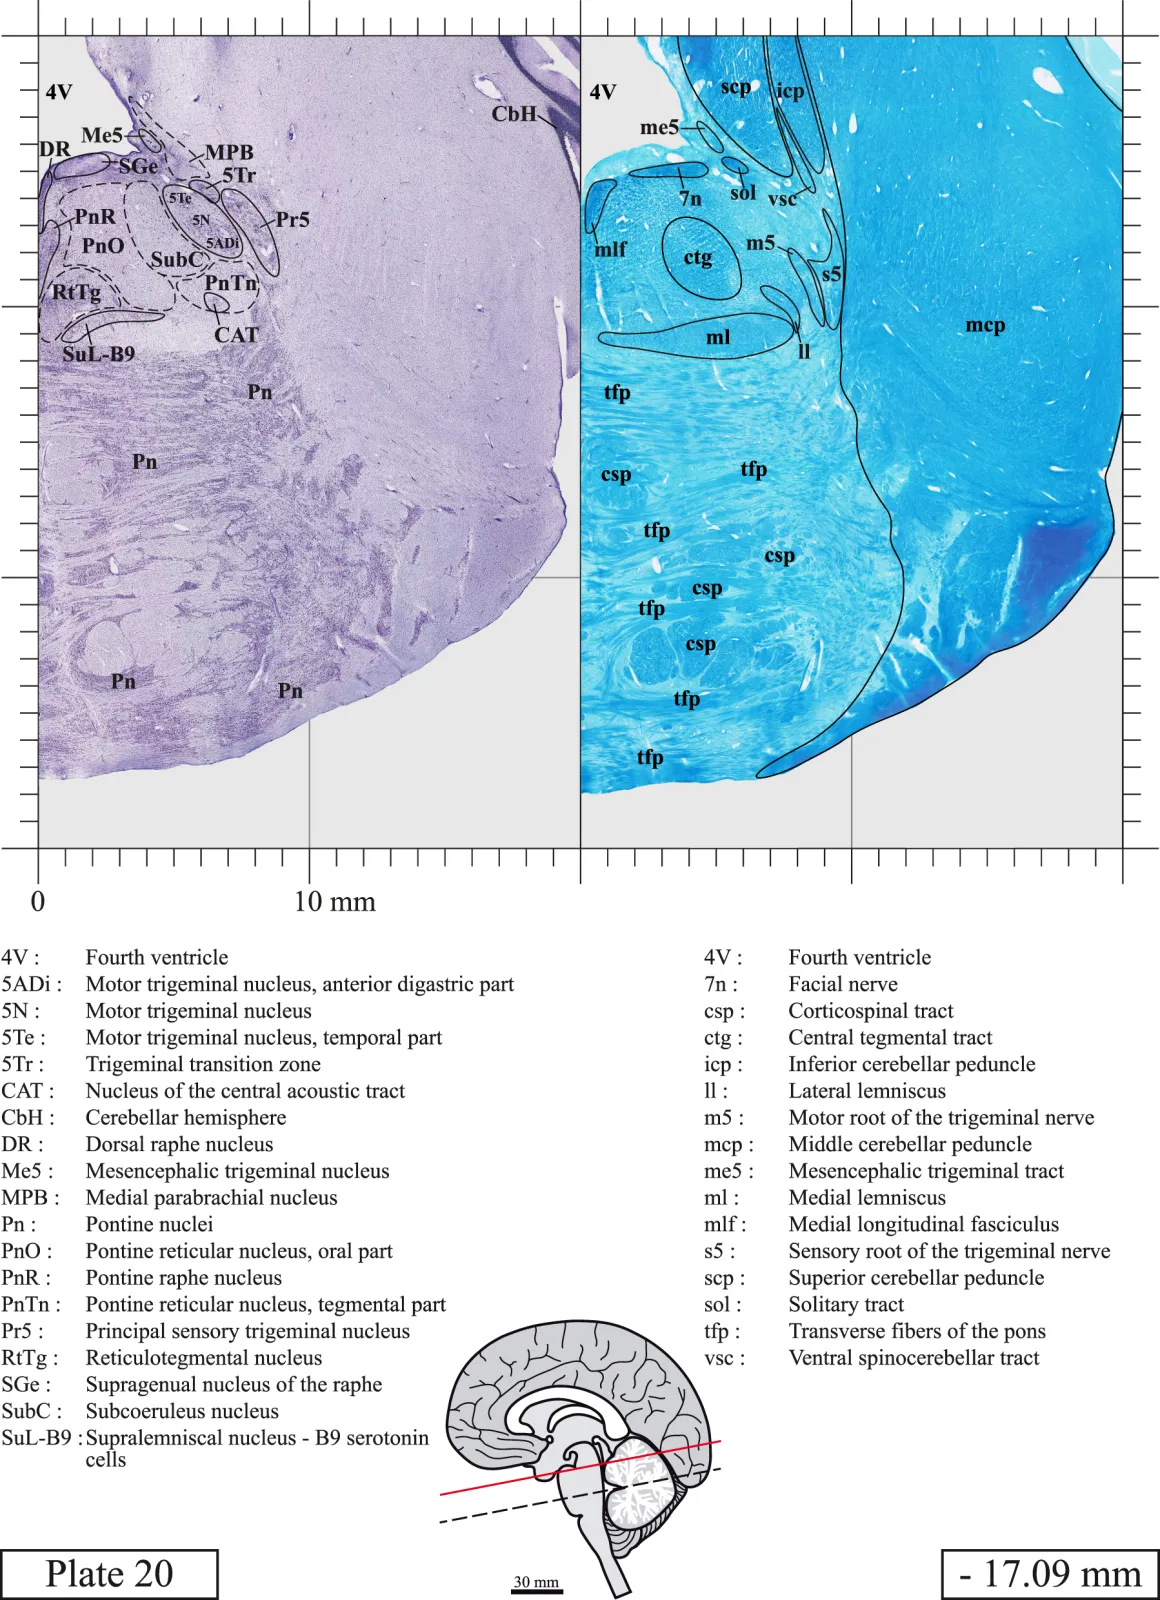 4V
CbH
Me5
DR
SGe
MPB
5Tr
5Te
5N
5ADi
Pr5
PnR
PnO
SubC
PnTn
RtTg
CAT
SuL-B9
Pn
Pn
Pn
Pn
4V
scp
icp
me5
7n
sol
vsc
mlf
ctg
m5
s5
ml
ll
mcp
tfp
csp
tfp
tfp
csp
csp
tfp
csp
tfp
tfp
0
10 mm
4V : Fourth ventricle
5ADi : Motor trigeminal nucleus, anterior digastric part
5N : Motor trigeminal nucleus
5Te : Motor trigeminal nucleus, temporal part
5Tr : Trigeminal transition zone
CAT : Nucleus of the central acoustic tract
CbH : Cerebellar hemisphere
DR : Dorsal raphe nucleus
Me5 : Mesencephalic trigeminal nucleus
MPB : Medial parabrachial nucleus
Pn : Pontine nuclei
PnO : Pontine reticular nucleus, oral part
PnR : Pontine raphe nucleus
PnTn : Pontine reticular nucleus, tegmental part
Pr5 : Principal sensory trigeminal nucleus
RtTg : Reticulotegmental nucleus
SGe : Supragenual nucleus of the raphe
SubC : Subcoeruleus nucleus
SuL-B9 : Supralemniscal nucleus - B9 serotonin
cells
4V : Fourth ventricle
7n : Facial nerve
csp : Corticospinal tract
ctg : Central tegmental tract
icp : Inferior cerebellar peduncle
ll : Lateral lemniscus
m5 : Motor root of the trigeminal nerve
mcp : Middle cerebellar peduncle
me5 : Mesencephalic trigeminal tract
ml : Medial lemniscus
mlf : Medial longitudinal fasciculus
s5 : Sensory root of the trigeminal nerve
scp : Superior cerebellar peduncle
sol : Solitary tract
tfp : Transverse fibers of the pons
vsc : Ventral spinocerebellar tract
Plate 20
30 mm
- 17.09 mm